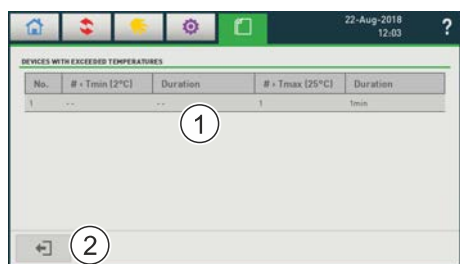 22-Aug-2018
12:03
?
DEVICES WITH EXCEEDED TEMPERATURES
No. # < Tmin (2°C) Duration # > Tmax (25°C) Duration
1 -- -- 1 1min
1
2